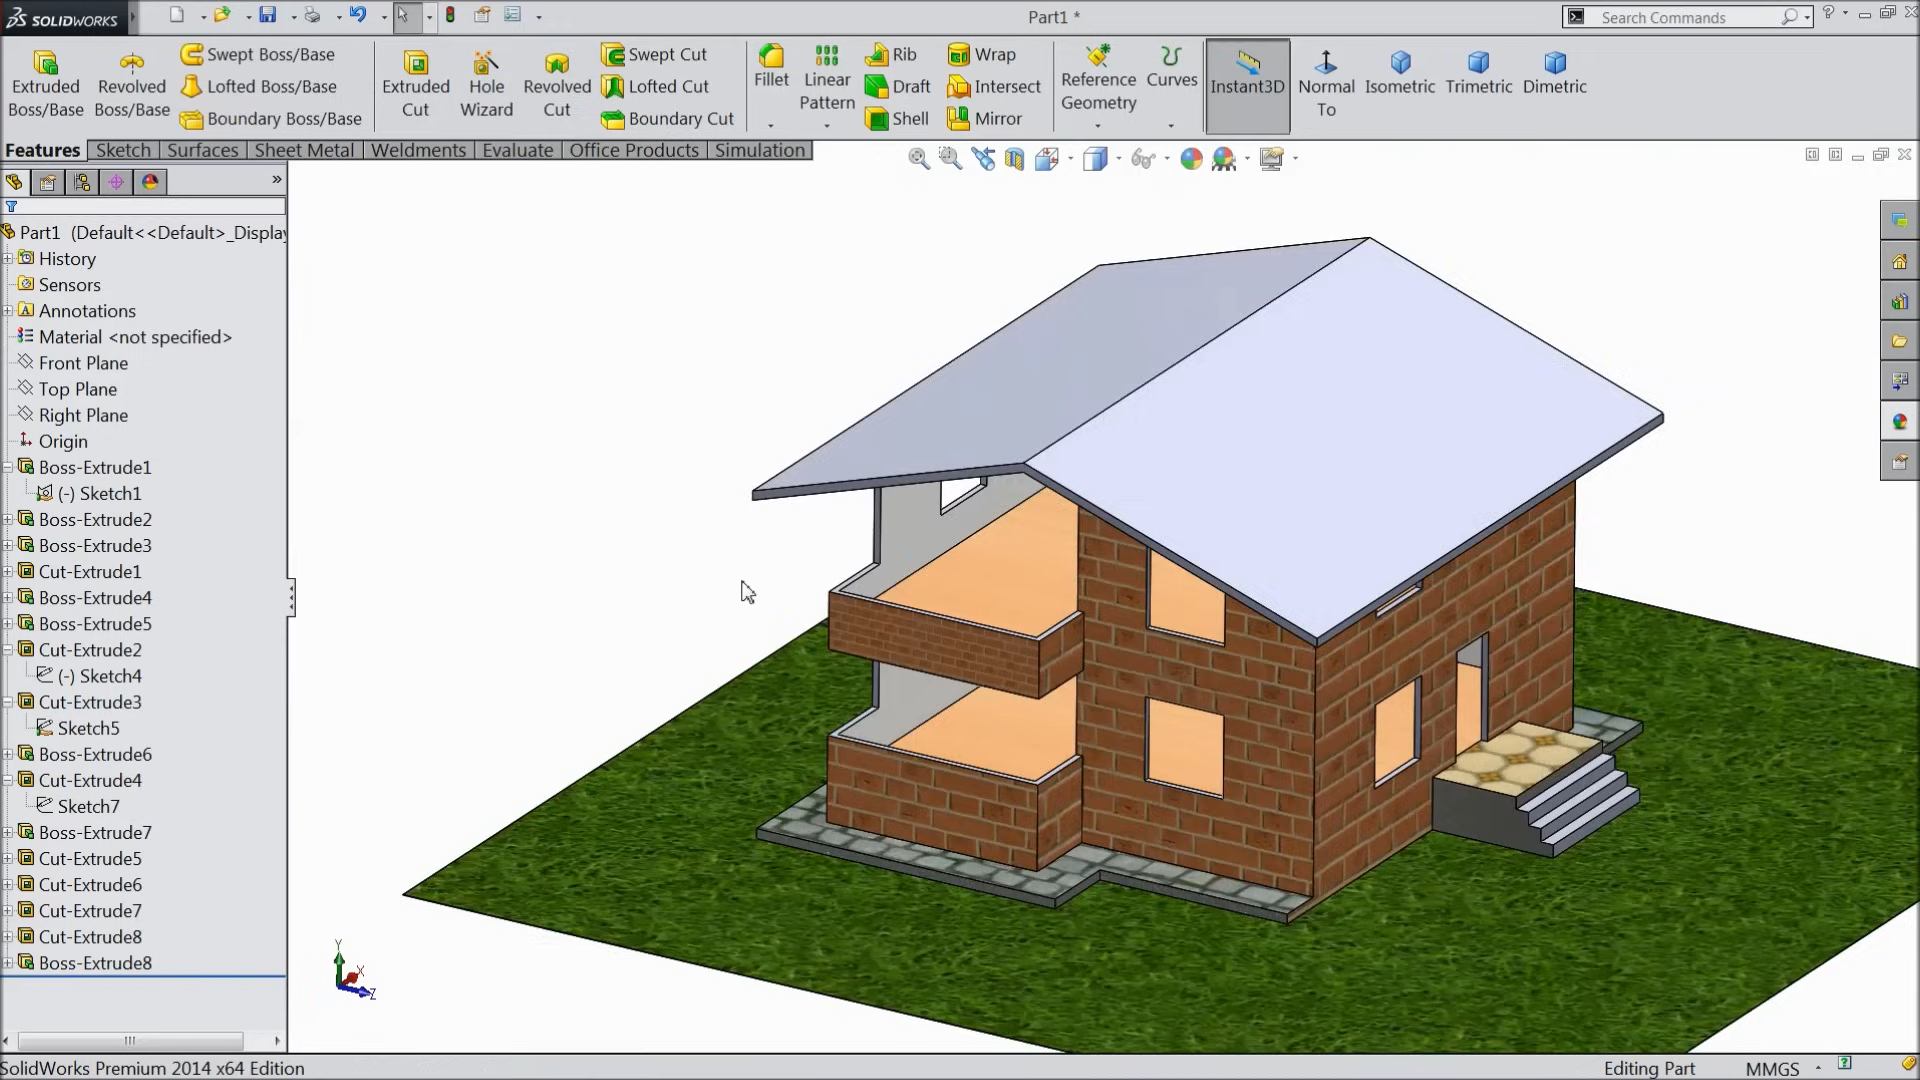 SOLIDWORKS
Part1 *
Search Commands
Extruded Boss/Base
Revolved Boss/Base
Swept Boss/Base
Lofted Boss/Base
Boundary Boss/Base
Extruded Cut
Hole Wizard
Revolved Cut
Swept Cut
Lofted Cut
Boundary Cut
Fillet
Linear Pattern
Rib
Draft
Shell
Wrap
Intersect
Mirror
Reference Geometry
Curves
Instant3D
Normal To
Isometric
Trimetric
Dimetric
Features Sketch Surfaces Sheet Metal Weldments Evaluate Office Products Simulation
Part1 (Default<<Default>_Display
History
Sensors
Annotations
Material <not specified>
Front Plane
Top Plane
Right Plane
Origin
Boss-Extrude1
(-) Sketch1
Boss-Extrude2
Boss-Extrude3
Cut-Extrude1
Boss-Extrude4
Boss-Extrude5
Cut-Extrude2
(-) Sketch4
Cut-Extrude3
Sketch5
Boss-Extrude6
Cut-Extrude4
Sketch7
Boss-Extrude7
Cut-Extrude5
Cut-Extrude6
Cut-Extrude7
Cut-Extrude8
Boss-Extrude8
Y
X
Z
SolidWorks Premium 2014 x64 Edition
Editing Part
MMGS